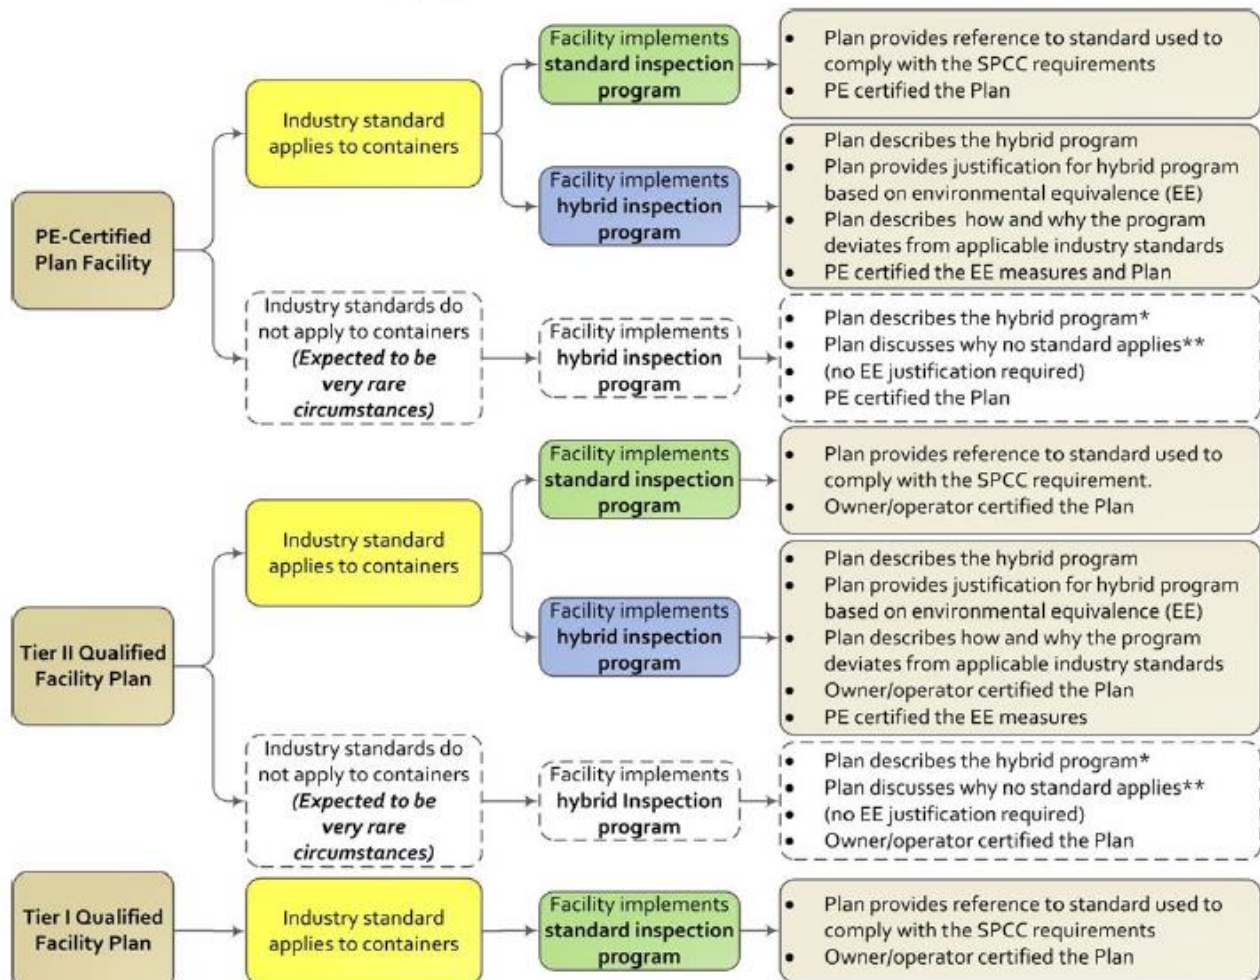 PE-Certified
Plan Facility
Industry standard
applies to containers
Facility implements
standard inspection
program
• Plan provides reference to standard used to
comply with the SPCC requirements
• PE certified the Plan
Facility implements
hybrid inspection
program
• Plan describes the hybrid program
• Plan provides justification for hybrid program
based on environmental equivalence (EE)
• Plan describes how and why the program
deviates from applicable industry standards
• PE certified the EE measures and Plan
Industry standards do
not apply to containers
(Expected to be
very rare
circumstances)
Facility implements
hybrid inspection
program
• Plan describes the hybrid program*
• Plan discusses why no standard applies**
• (no EE justification required)
• PE certified the Plan
Tier II Qualified
Facility Plan
Industry standard
applies to containers
Facility implements
standard inspection
program
• Plan provides reference to standard used to
comply with the SPCC requirement.
• Owner/operator certified the Plan
Facility implements
hybrid inspection
program
• Plan describes the hybrid program
• Plan provides justification for hybrid program
based on environmental equivalence (EE)
• Plan describes how and why the program
deviates from applicable industry standards
• Owner/operator certified the Plan
• PE certified the EE measures
Industry standards do
not apply to containers
(Expected to be
very rare
circumstances)
Facility implements
hybrid Inspection
program
• Plan describes the hybrid program*
• Plan discusses why no standard applies**
• (no EE justification required)
• Owner/operator certified the Plan
Tier I Qualified
Facility Plan
Industry standard
applies to containers
Facility implements
standard inspection
program
• Plan provides reference to standard used to
comply with the SPCC requirements
• Owner/operator certified the Plan